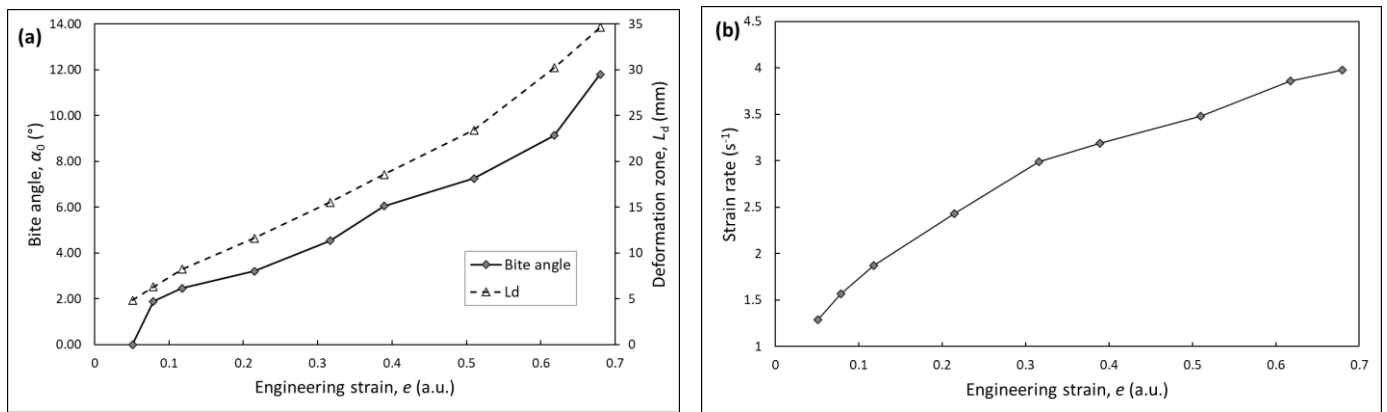 (a)
Bite angle, α₀ (°)
14.00
12.00
10.00
8.00
6.00
4.00
2.00
0.00
35
30
25
20
15
10
5
0
Deformation zone, L_d (mm)
Bite angle
Ld
0 0.1 0.2 0.3 0.4 0.5 0.6 0.7
Engineering strain, e (a.u.)
(b)
Strain rate (s⁻¹)
4.5
4
3.5
3
2.5
2
1.5
1
0 0.1 0.2 0.3 0.4 0.5 0.6 0.7
Engineering strain, e (a.u.)